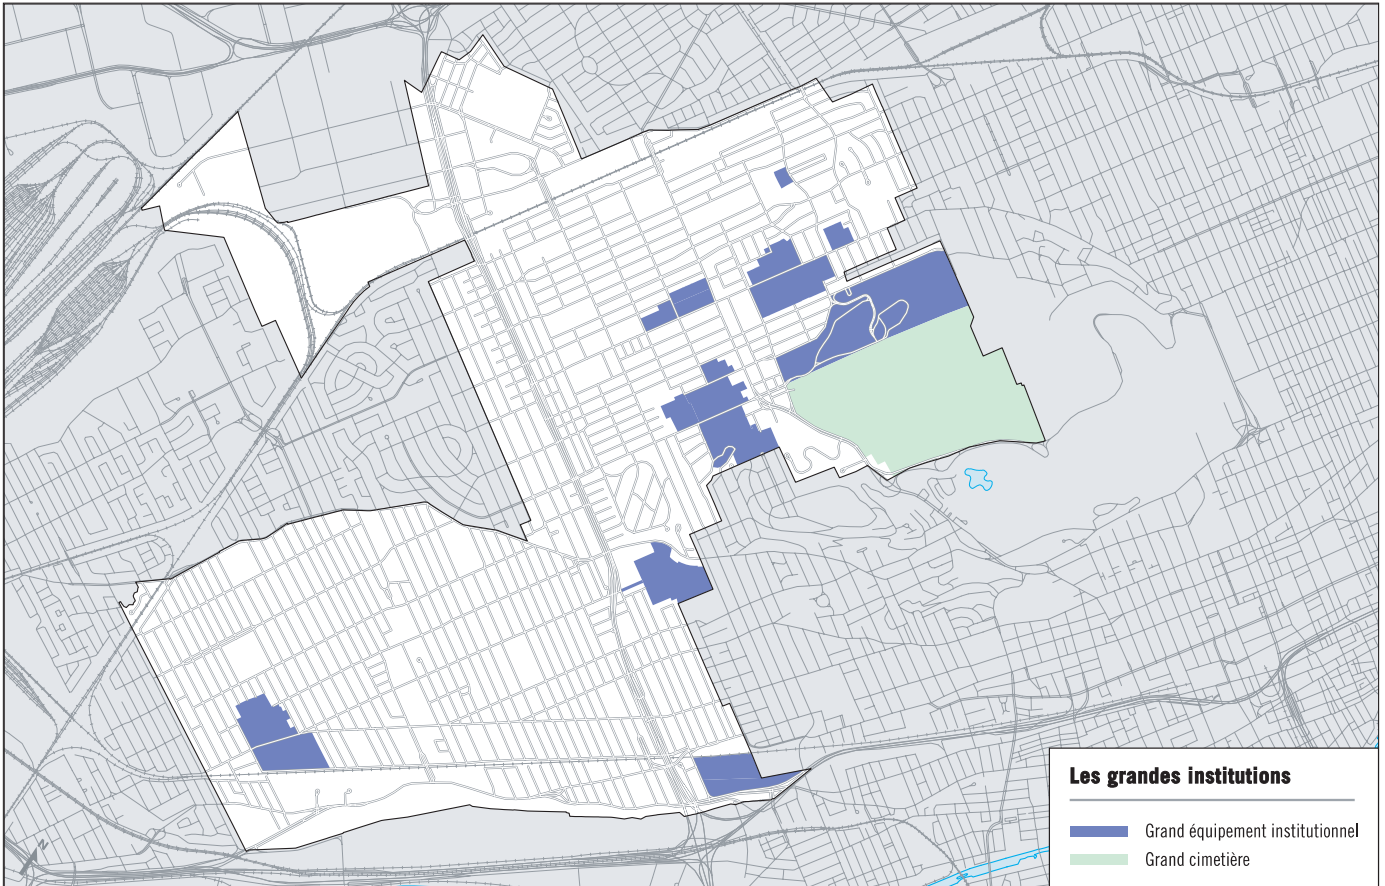 Les grandes institutions
Grand équipement institutionnel
Grand cimetière
N